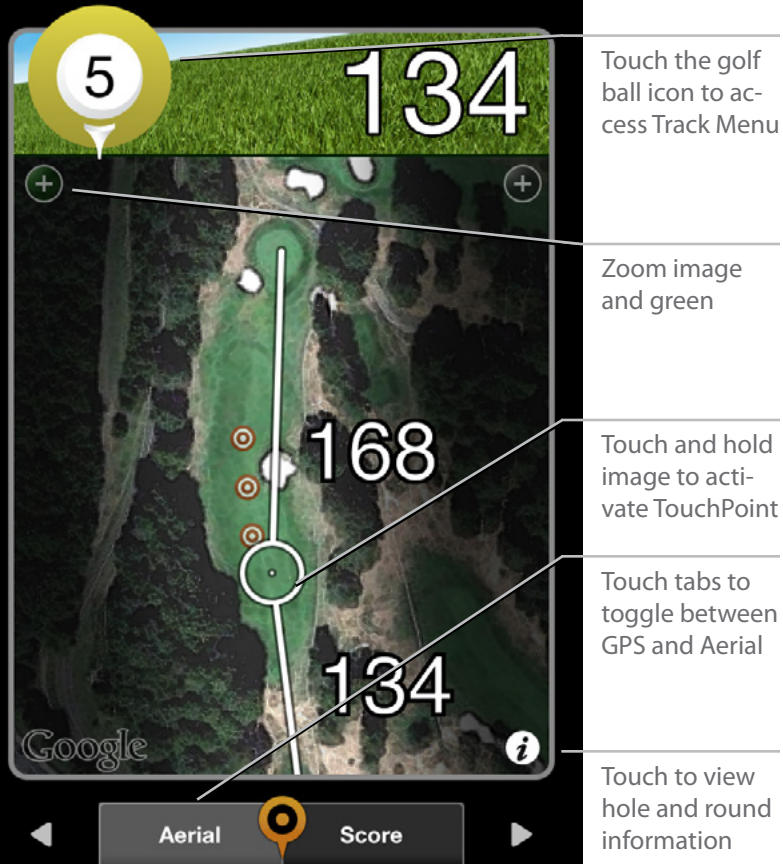 5
134
Touch the golf
ball icon to ac-
cess Track Menu
Zoom image
and green
168
Touch and hold
image to acti-
vate TouchPoint
Touch tabs to
toggle between
GPS and Aerial
134
Google
i
Touch to view
hole and round
information
Aerial
Score